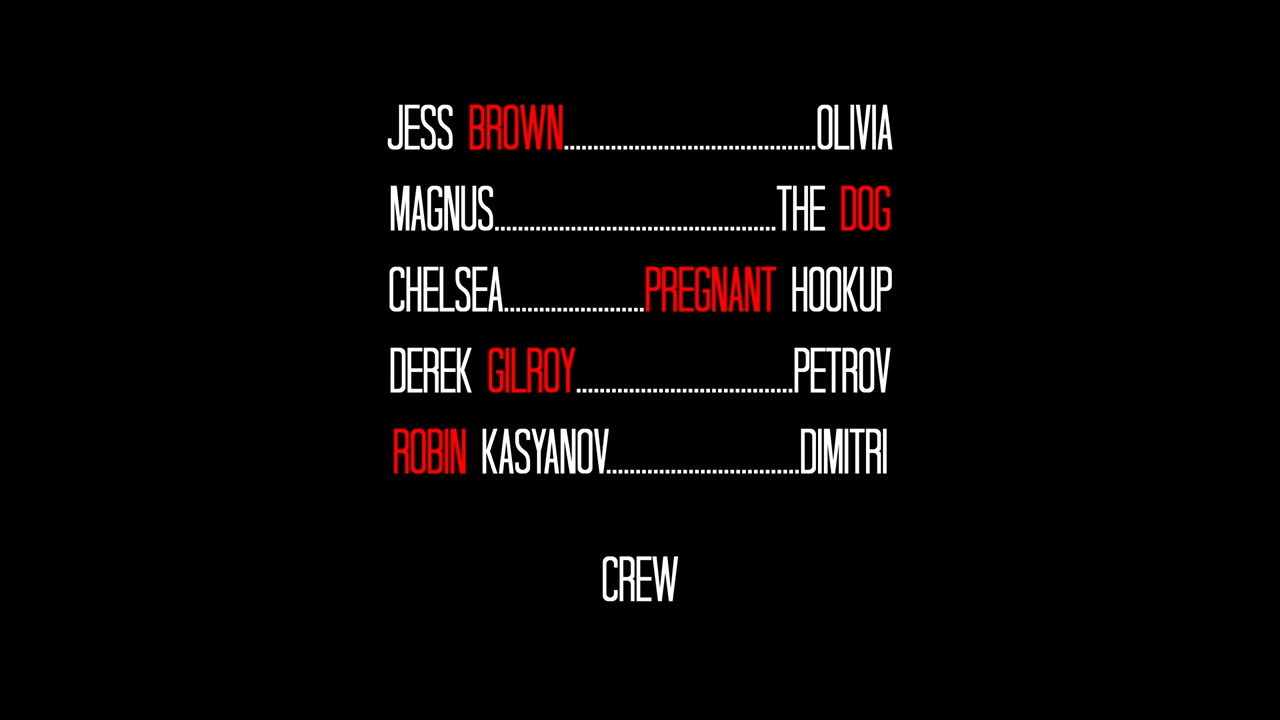 JESS BROWN...........................................OLIVIA
MAGNUS................................................THE DOG
CHELSEA........................PREGNANT HOOKUP
DEREK GILROY.....................................PETROV
ROBIN KASYANOV.................................DIMITRI
CREW